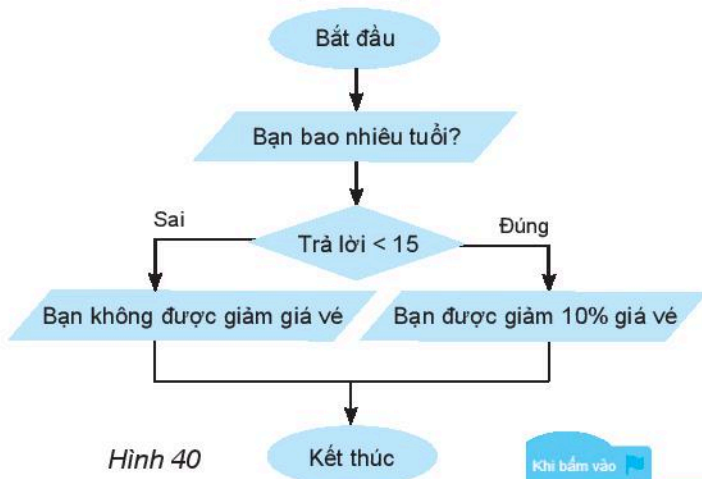 Bắt đầu
Bạn bao nhiêu tuổi?
Sai
Trả lời < 15
Đúng
Bạn không được giảm giá vé
Bạn được giảm 10% giá vé
Hình 40
Kết thúc
Khi bấm vào